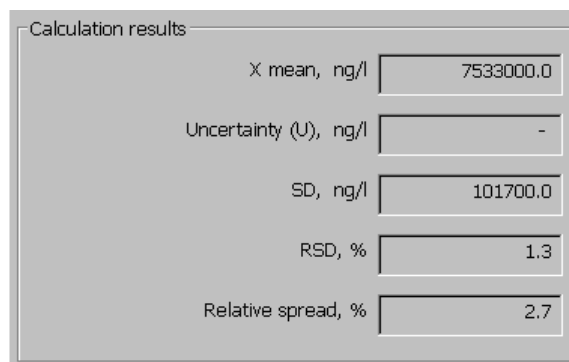 Calculation results
X mean, ng/l 7533000.0
Uncertainty (U), ng/l -
SD, ng/l 101700.0
RSD, % 1.3
Relative spread, % 2.7